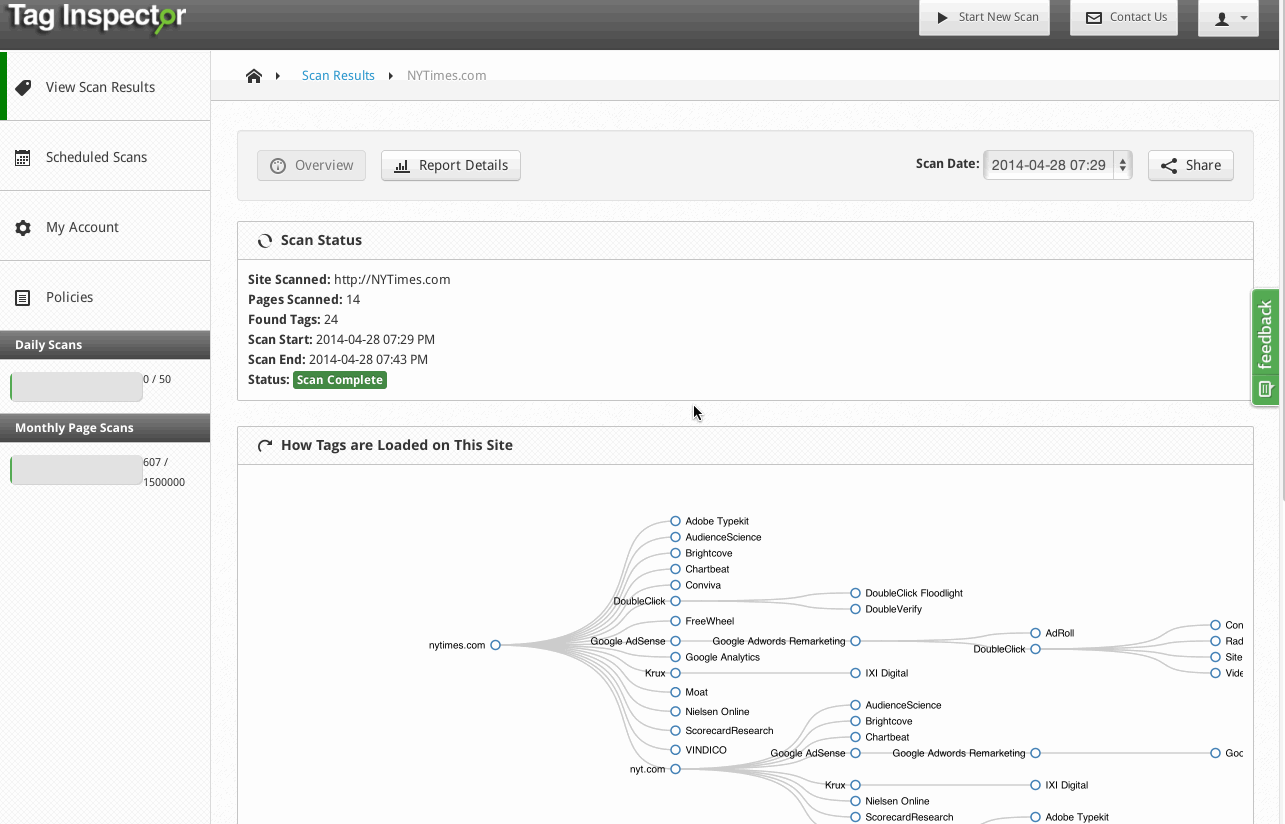 Tag Inspector
Start New Scan
Contact Us
View Scan Results
Scheduled Scans
My Account
Policies
Daily Scans
0 / 50
Monthly Page Scans
607 /
1500000
Scan Results
NYTimes.com
Overview
Report Details
Scan Date: 2014-04-28 07:29
Share
Scan Status
Site Scanned: http://NYTimes.com
Pages Scanned: 14
Found Tags: 24
Scan Start: 2014-04-28 07:29 PM
Scan End: 2014-04-28 07:43 PM
Status: Scan Complete
feedback
How Tags are Loaded on This Site
nytimes.com
Adobe Typekit
AudienceScience
Brightcove
Chartbeat
Conviva
DoubleClick
DoubleClick Floodlight
DoubleVerify
FreeWheel
Google AdSense
Google Adwords Remarketing
AdRoll
DoubleClick
Con
Rad
Site
Vide
Google Analytics
Krux
IXI Digital
Moat
Nielsen Online
ScorecardResearch
VINDICO
nyt.com
AudienceScience
Brightcove
Chartbeat
Google AdSense
Google Adwords Remarketing
Goo
Krux
IXI Digital
Nielsen Online
ScorecardResearch
Adobe Typekit